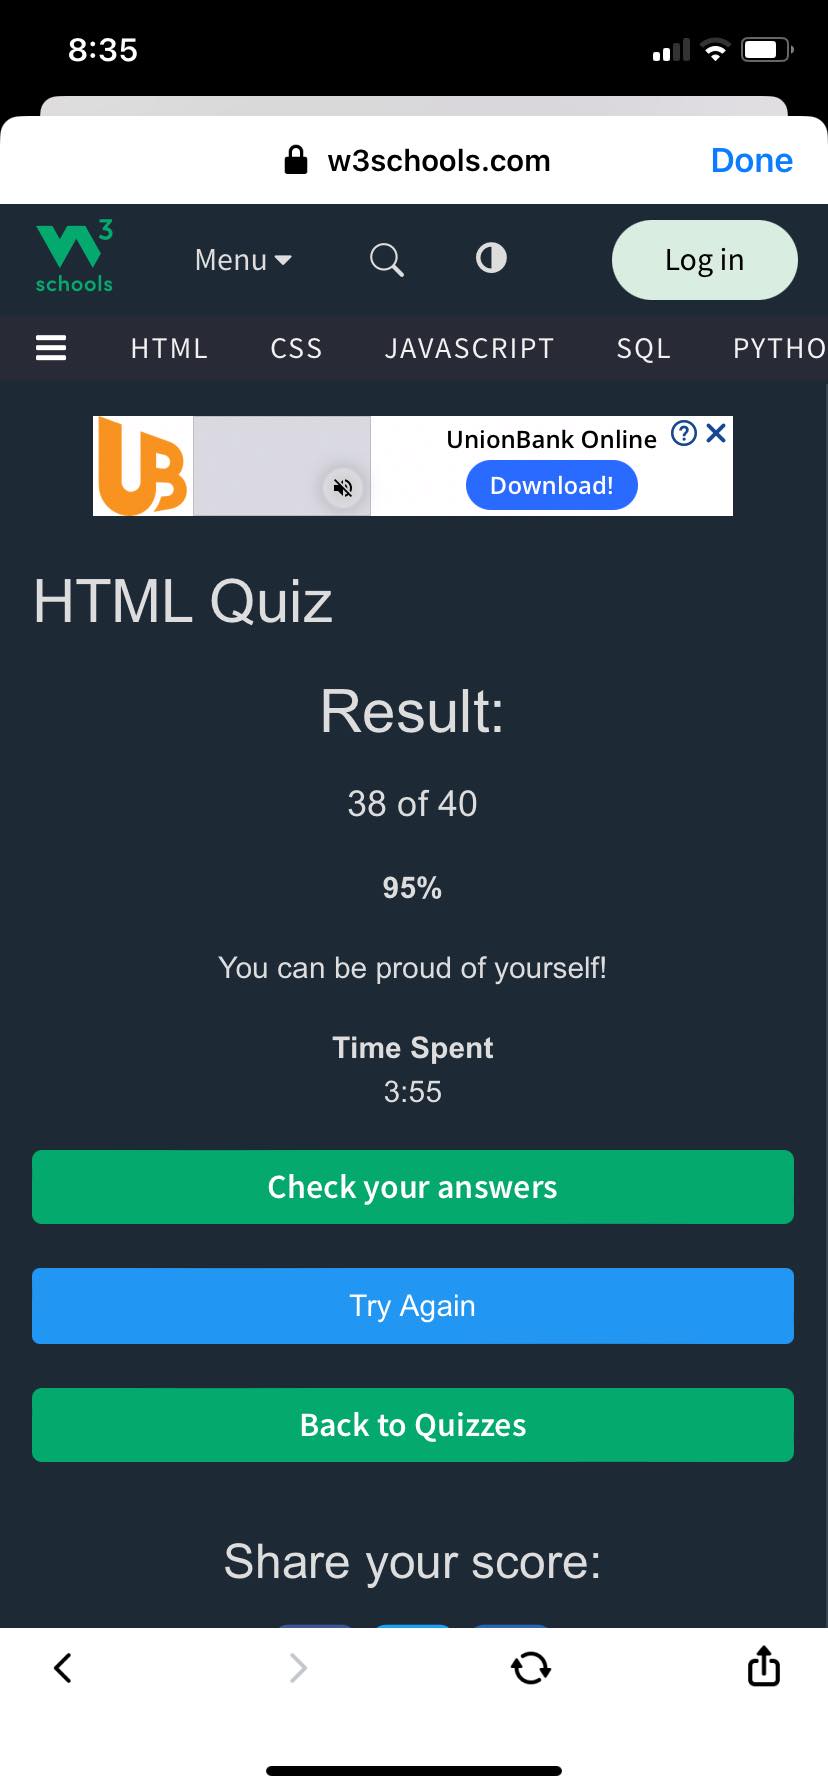 8:35
w3schools.com
Done
W3
schools
Menu
Log in
HTML CSS JAVASCRIPT SQL PYTHO
UB
UnionBank Online
Download!
HTML Quiz
Result:
38 of 40
95%
You can be proud of yourself!
Time Spent
3:55
Check your answers
Try Again
Back to Quizzes
Share your score: